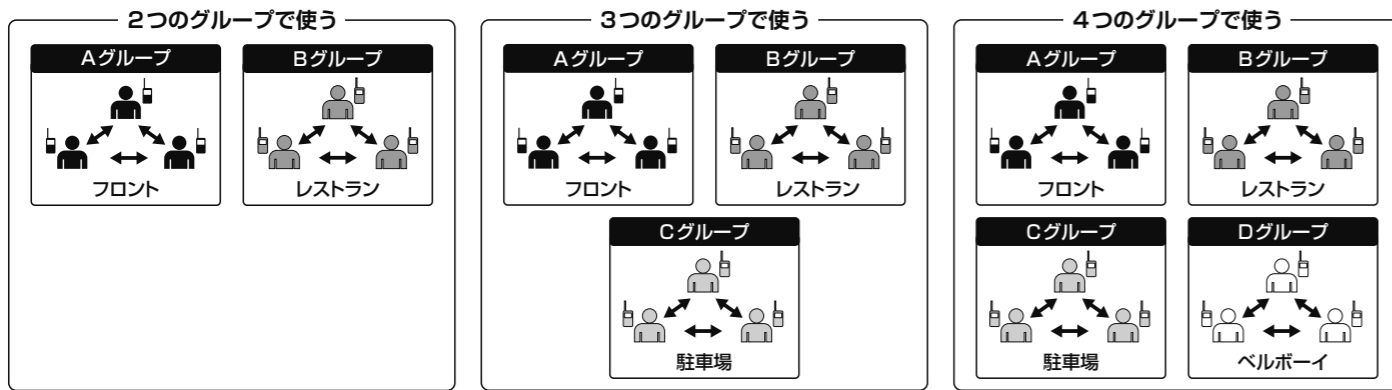 2つのグループで使う
Aグループ
Bグループ
フロント
レストラン
3つのグループで使う
Aグループ
Bグループ
フロント
レストラン
Cグループ
駐車場
4つのグループで使う
Aグループ
Bグループ
フロント
レストラン
Cグループ
Dグループ
駐車場
ベルボーイ